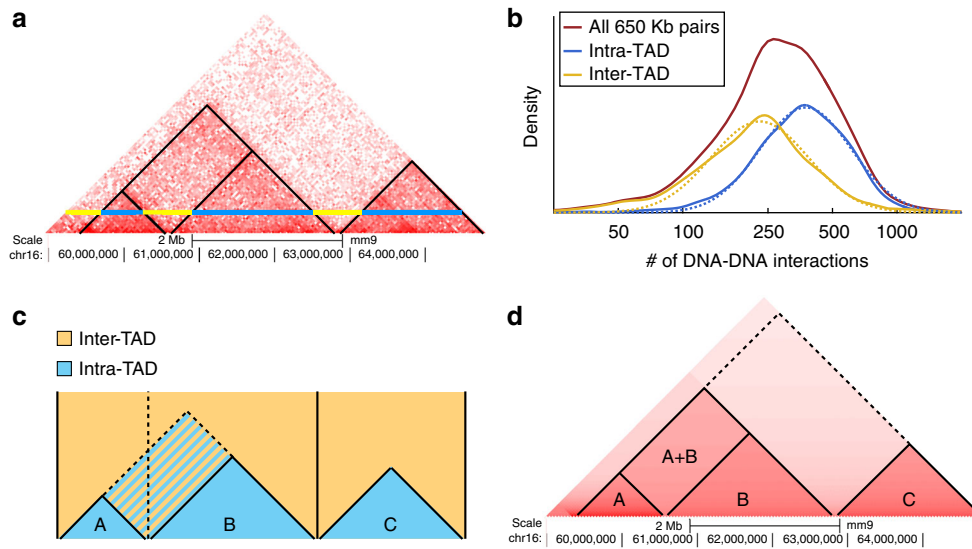 a
Scale
2 Mb
mm9
chr16:
60,000,000
61,000,000
62,000,000
63,000,000
64,000,000
b
All 650 Kb pairs
Intra-TAD
Inter-TAD
Density
50
100
250
500
1000
# of DNA-DNA interactions
c
Inter-TAD
Intra-TAD
A
B
C
d
A+B
A
B
C
Scale
2 Mb
mm9
chr16:
60,000,000
61,000,000
62,000,000
63,000,000
64,000,000